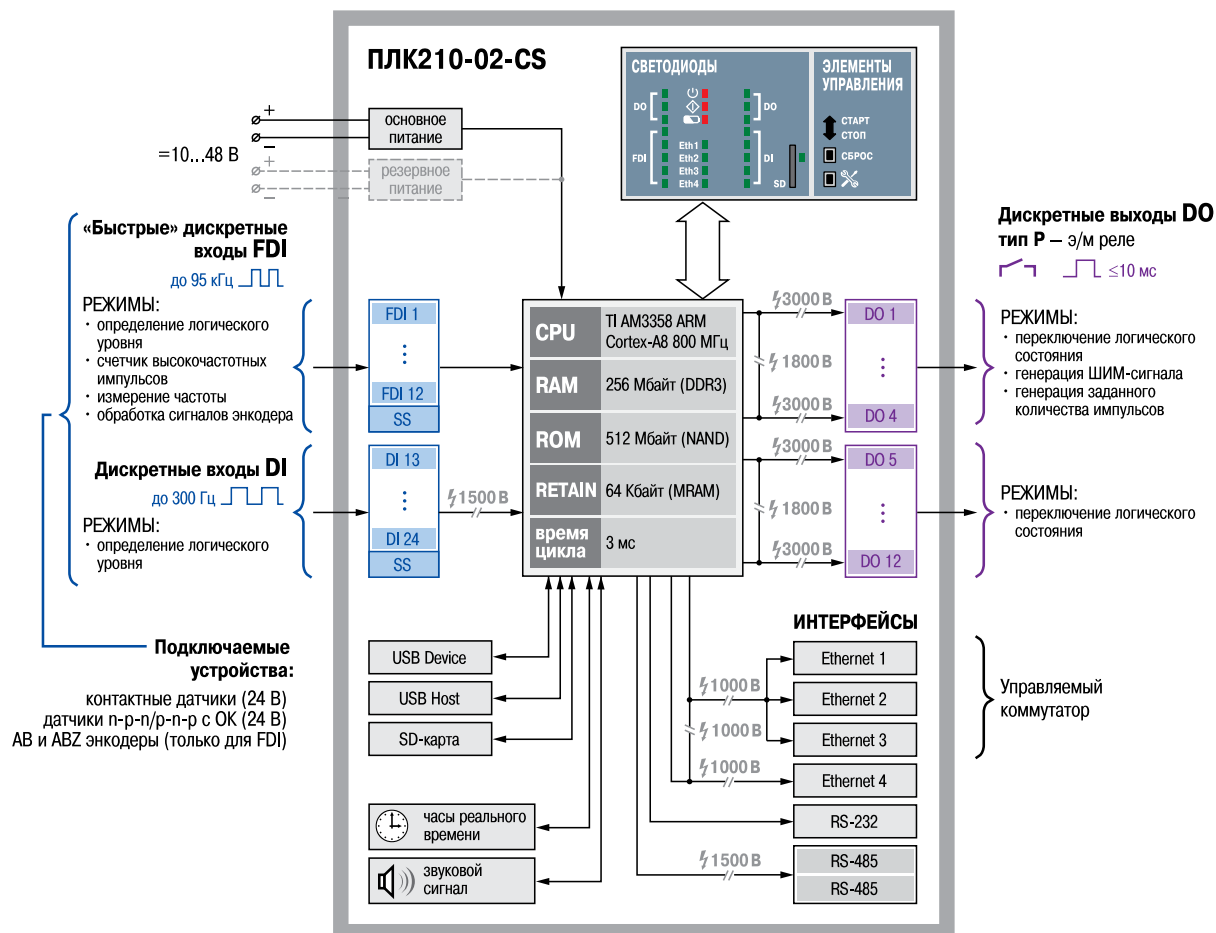 ПЛК210-02-CS
+
–
=10...48 В
основное
питание
+
–
резервное
питание
СВЕТОДИОДЫ
DO
DO
FDI
DI
Eth1
Eth2
Eth3
Eth4
SD
ЭЛЕМЕНТЫ
УПРАВЛЕНИЯ
СТАРТ
СТОП
СБРОС
«Быстрые» дискретные
входы FDI
до 95 кГц
РЕЖИМЫ:
· определение логического
уровня
· счетчик высокочастотных
импульсов
· измерение частоты
· обработка сигналов энкодера
Дискретные входы DI
до 300 Гц
РЕЖИМЫ:
· определение логического
уровня
Подключаемые
устройства:
контактные датчики (24 В)
датчики n-p-n/p-n-p с ОК (24 В)
АВ и ABZ энкодеры (только для FDI)
FDI 1
FDI 12
SS
DI 13
DI 24
SS
1500 В
CPU
TI AM3358 ARM
Cortex-A8 800 МГц
RAM
256 Мбайт (DDR3)
ROM
512 Мбайт (NAND)
RETAIN
64 Кбайт (MRAM)
время
цикла
3 мс
3000 В
1800 В
3000 В
3000 В
1800 В
3000 В
DO 1
DO 4
DO 5
DO 12
Дискретные выходы DO
тип Р – э/м реле
≤10 мс
РЕЖИМЫ:
· переключение логического
состояния
· генерация ШИМ-сигнала
· генерация заданного
количества импульсов
РЕЖИМЫ:
· переключение логического
состояния
USB Device
USB Host
SD-карта
часы реального
времени
звуковой
сигнал
ИНТЕРФЕЙСЫ
1000 В
1000 В
1000 В
1500 В
Ethernet 1
Ethernet 2
Ethernet 3
Ethernet 4
RS-232
RS-485
RS-485
Управляемый
коммутатор